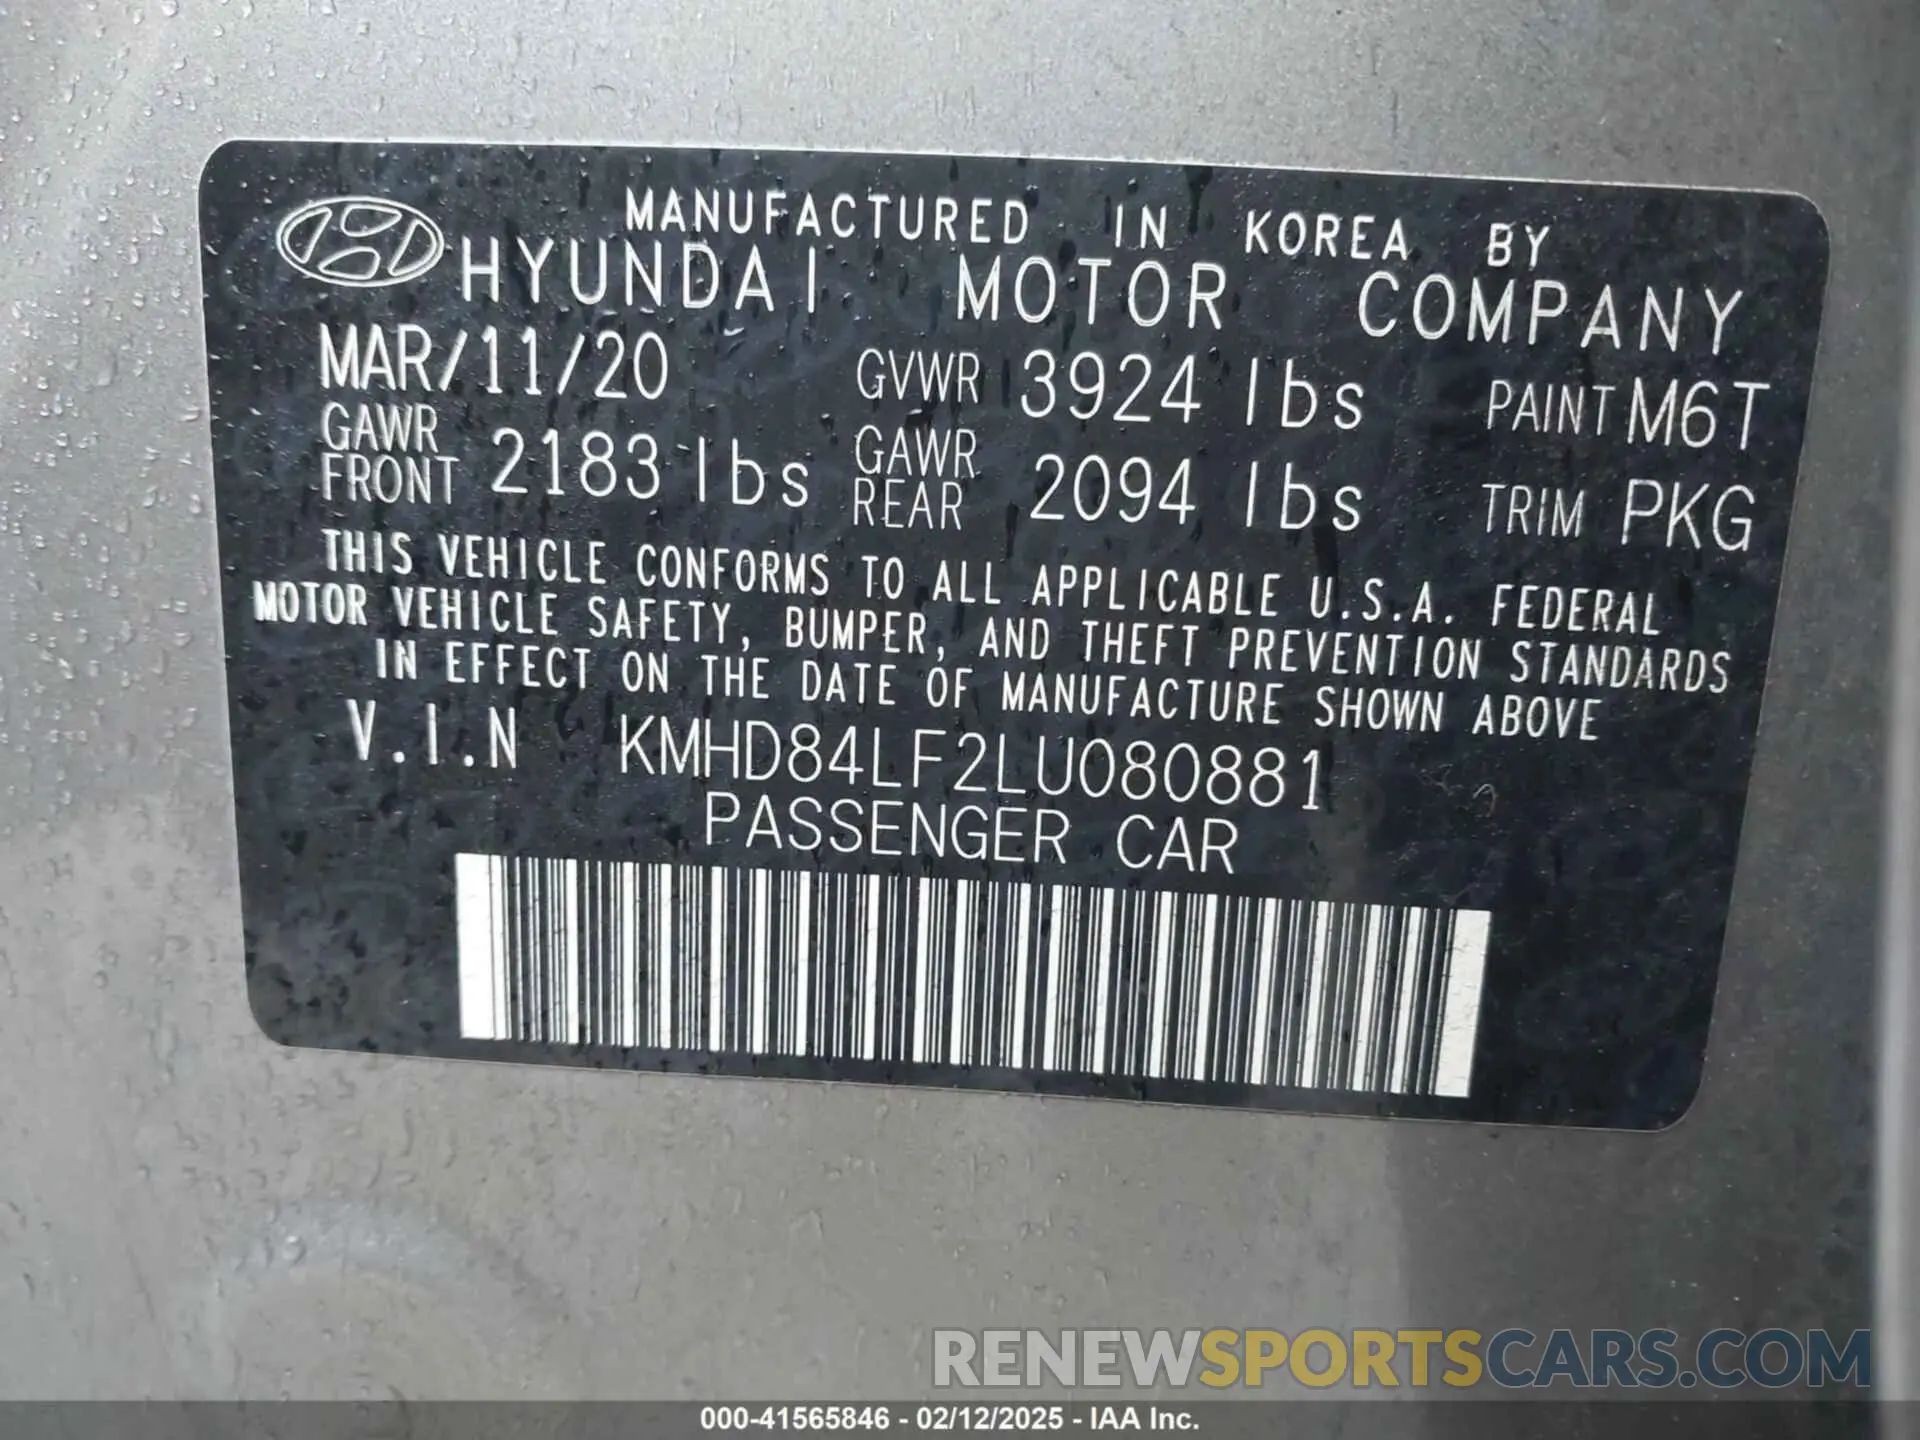 MANUFACTURED IN KOREA BY
HYUNDAI MOTOR COMPANY
MAR/11/20 GVWR 3924 lbs PAINT M6T
GAWR FRONT 2183 lbs GAWR REAR 2094 lbs TRIM PKG
THIS VEHICLE CONFORMS TO ALL APPLICABLE U.S.A. FEDERAL
MOTOR VEHICLE SAFETY, BUMPER, AND THEFT PREVENTION STANDARDS
IN EFFECT ON THE DATE OF MANUFACTURE SHOWN ABOVE
V.I.N KMHD84LF2LU080881
PASSENGER CAR
RENEWSPORTSCARS.COM
000-41565846 - 02/12/2025 - IAA Inc.